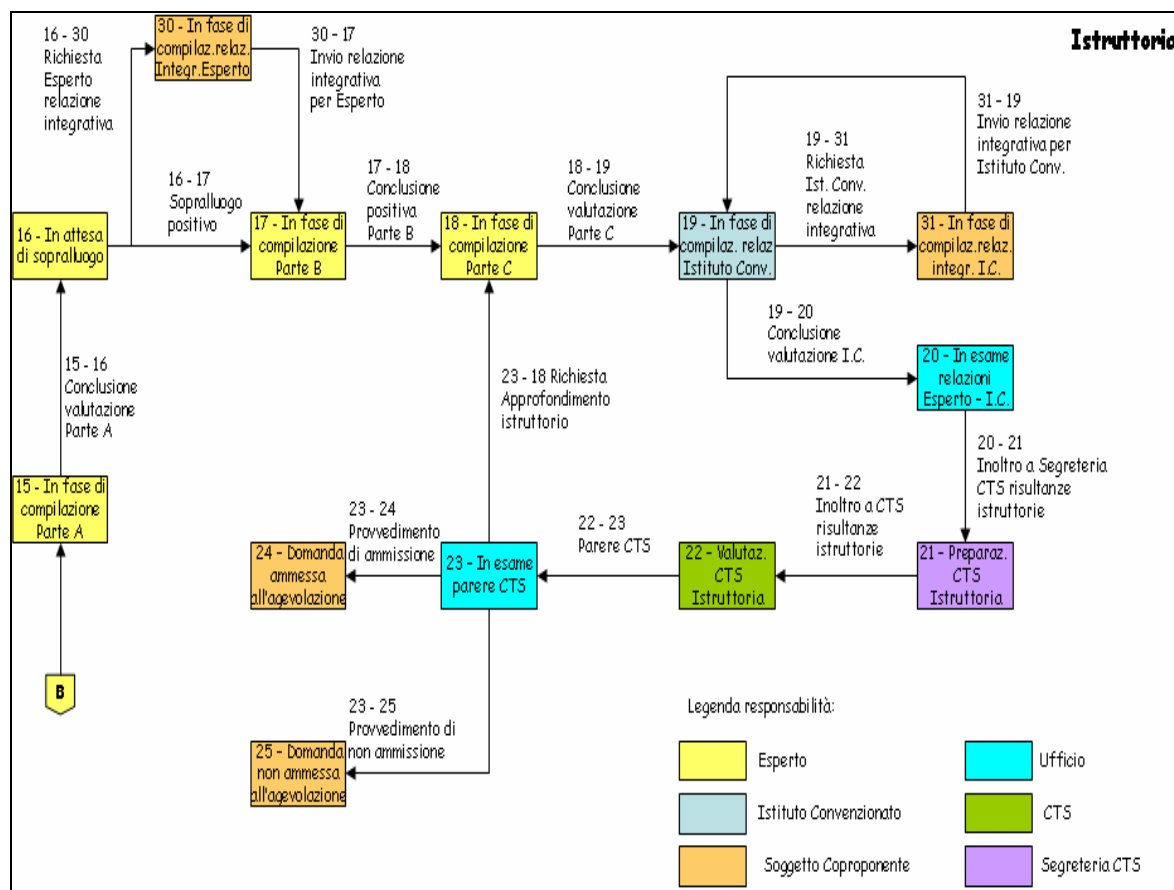 Istruttoria
16 - 30
Richiesta
Esperto
relazione
integrativa
30 - In fase di
compilaz.relaz.
Integr.Esperto
30 - 17
Invio relazione
integrativa
per Esperto
31 - 19
Invio relazione
integrativa per
Istituto Conv.
16 - 17
Sopralluogo
positivo
17 - 18
Conclusione
positiva
Parte B
18 - 19
Conclusione
valutazione
Parte C
19 - 31
Richiesta
Ist. Conv.
relazione
integrativa
16 - In attesa
di sopralluogo
17 - In fase di
compilazione
Parte B
18 - In fase di
compilazione
Parte C
19 - In fase di
compilaz. relaz
Istituto Conv.
31 - In fase di
compilaz.relaz.
integr. I.C.
15 - 16
Conclusione
valutazione
Parte A
23 - 18 Richiesta
Approfondimento
istruttorio
19 - 20
Conclusione
valutazione I.C.
20 - In esame
relazioni
Esperto - I.C.
15 - In fase di
compilazione
Parte A
23 - 24
Provvedimento
di ammissione
22 - 23
Parere CTS
21 - 22
Inoltro a CTS
risultanze
istruttorie
20 - 21
Inoltro a Segreteria
CTS risultanze
istruttorie
24 - Domanda
ammessa
all'agevolazione
23 - In esame
parere CTS
22 - Valutaz.
CTS
Istruttoria
21 - Preparaz.
CTS
Istruttoria
B
23 - 25
Provvedimento di
non ammissione
25 - Domanda
non ammessa
all'agevolazione
Legenda responsabilità:
Esperto
Ufficio
Istituto Convenzionato
CTS
Soggetto Coproponente
Segreteria CTS